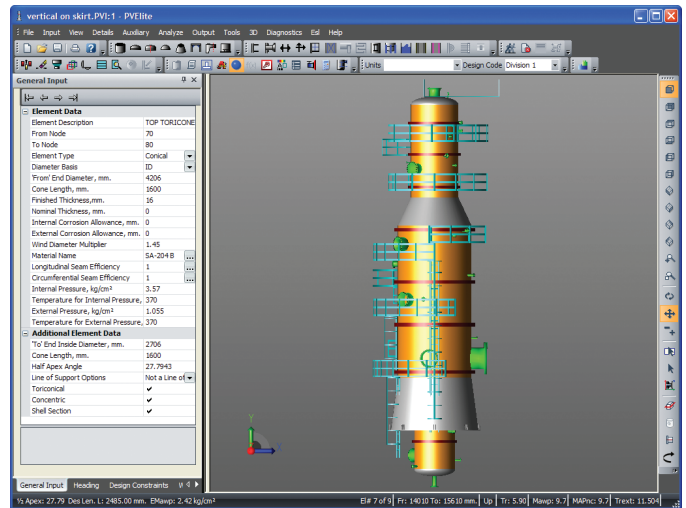 vertical on skirt.PVI:1 - PVElite
File Input View Details Auxiliary Analyze Output Tools 3D Diagnostics Esl Help
Units Design Code Division 1
General Input
Element Data
Element Description TOP TORICONE
From Node 70
To Node 80
Element Type Conical
Diameter Basis ID
'From' End Diameter, mm. 4206
Cone Length, mm. 1600
Finished Thickness,mm. 16
Nominal Thickness, mm. 0
Internal Corrosion Allowance, mm. 0
External Corrosion Allowance, mm. 0
Wind Diameter Multiplier 1.45
Material Name SA-204 B ...
Longitudinal Seam Efficiency 1 ...
Circumferential Seam Efficiency 1 ...
Internal Pressure, kg/cm² 3.57
Temperature for Internal Pressure, 370
External Pressure, kg/cm² 1.055
Temperature for External Pressure, 370
Additional Element Data
'To' End Inside Diameter, mm. 2706
Cone Length, mm. 1600
Half Apex Angle 27.7943
Line of Support Options Not a Line of
Toriconical ✔
Concentric ✔
Shell Section ✔
Y
X
General Input Heading Design Constraints
½ Apex: 27.79 Des Len. L: 2485.00 mm. EMawp: 2.42 kg/cm² El# 7 of 9 Fr: 14010 To: 15610 mm. Up Tr: 5.90 Mawp: 9.7 MAPnc: 9.7 Trext: 11.504